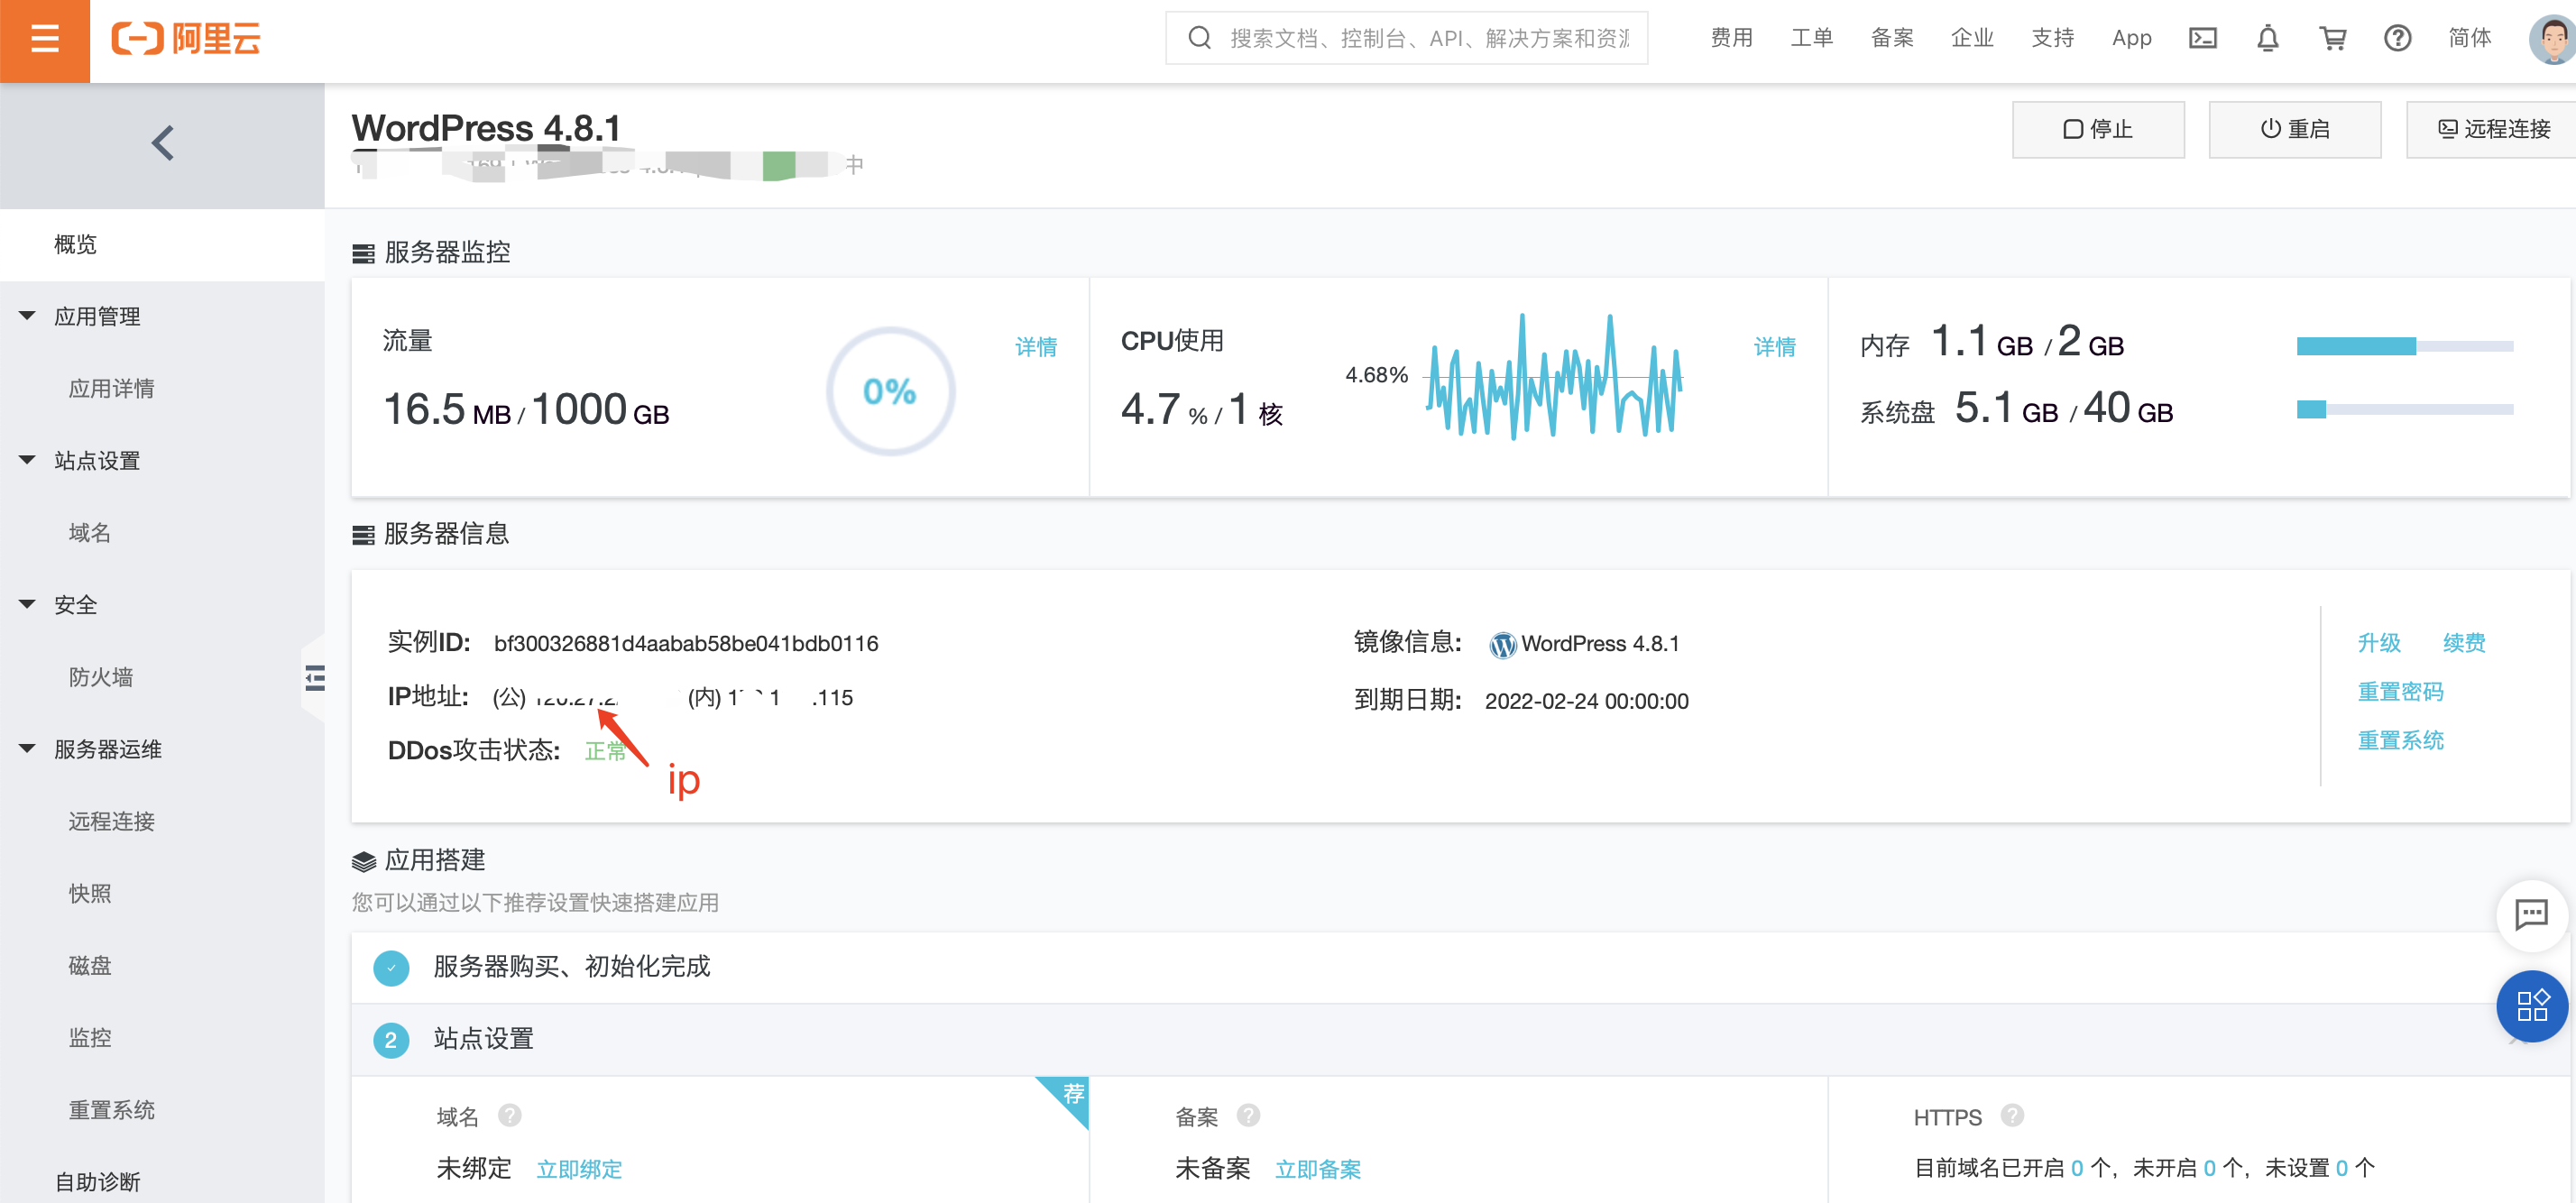 阿里云
搜索文档、控制台、API、解决方案和资源
费用 工单 备案 企业 支持 App 简体
WordPress 4.8.1
停止 重启 远程连接
中
概览
应用管理
应用详情
站点设置
域名
安全
防火墙
服务器运维
远程连接
快照
磁盘
监控
重置系统
自助诊断
服务器监控
流量 详情
16.5 MB / 1000 GB
0%
CPU使用 详情
4.7 % / 1 核
4.68%
内存 1.1 GB / 2 GB
系统盘 5.1 GB / 40 GB
服务器信息
实例ID: bf300326881d4aabab58be041bdb0116
IP地址: (公) (内) .115
DDos攻击状态: 正常
ip
镜像信息: WordPress 4.8.1
到期日期: 2022-02-24 00:00:00
升级 续费
重置密码
重置系统
应用搭建
您可以通过以下推荐设置快速搭建应用
服务器购买、初始化完成
2 站点设置
荐
域名 ?
未绑定 立即绑定
备案 ?
未备案 立即备案
HTTPS ?
目前域名已开启 0 个, 未开启 0 个, 未设置 0 个